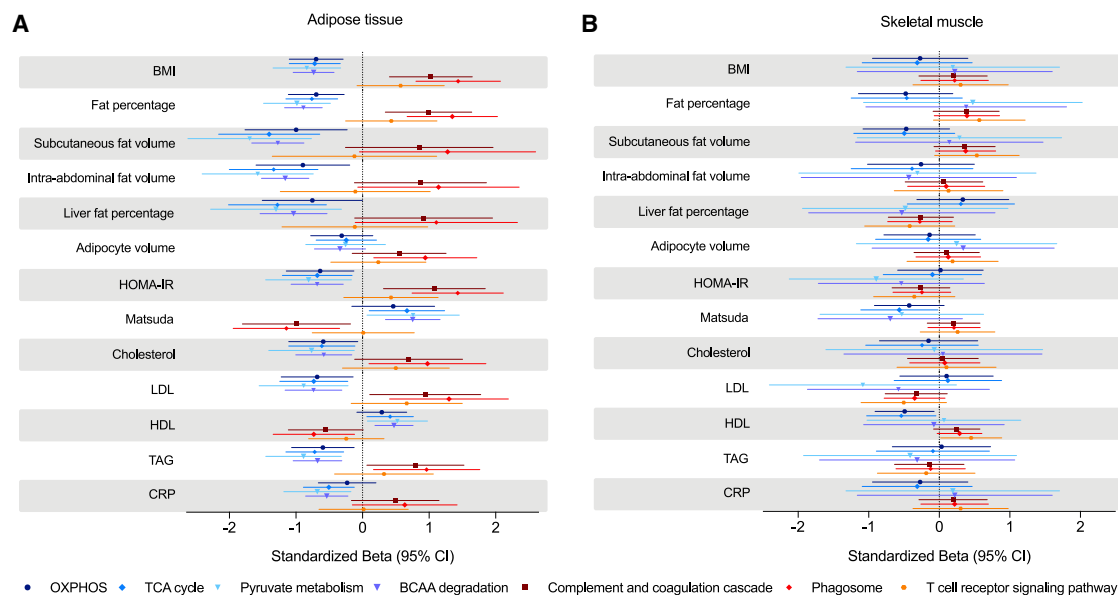 A
Adipose tissue
BMI
Fat percentage
Subcutaneous fat volume
Intra-abdominal fat volume
Liver fat percentage
Adipocyte volume
HOMA-IR
Matsuda
Cholesterol
LDL
HDL
TAG
CRP
-2 -1 0 1 2
Standardized Beta (95% CI)
B
Skeletal muscle
BMI
Fat percentage
Subcutaneous fat volume
Intra-abdominal fat volume
Liver fat percentage
Adipocyte volume
HOMA-IR
Matsuda
Cholesterol
LDL
HDL
TAG
CRP
-2 -1 0 1 2
Standardized Beta (95% CI)
OXPHOS TCA cycle Pyruvate metabolism BCAA degradation Complement and coagulation cascade Phagosome T cell receptor signaling pathway